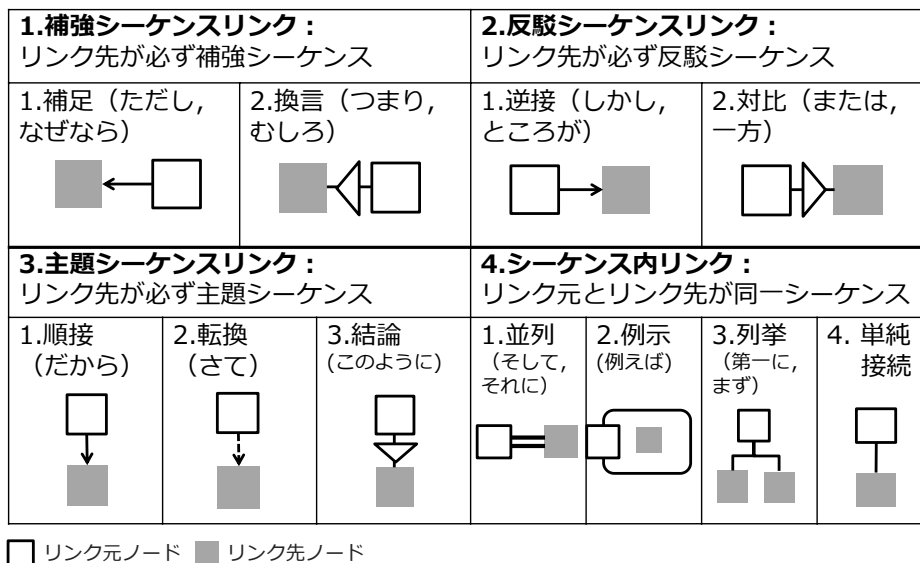 1.補強シーケンスリンク：
リンク先が必ず補強シーケンス
2.反駁シーケンスリンク：
リンク先が必ず反駁シーケンス
1.補足（ただし,
なぜなら）
2.換言（つまり,
むしろ）
1.逆接（しかし,
ところが）
2.対比（または,
一方）
3.主題シーケンスリンク：
リンク先が必ず主題シーケンス
4.シーケンス内リンク：
リンク元とリンク先が同一シーケンス
1.順接
（だから）
2.転換
（さて）
3.結論
(このように)
1.並列
（そして,
それに）
2.例示
(例えば)
3.列挙
（第一に,
まず）
4. 単純
接続
リンク元ノード リンク先ノード